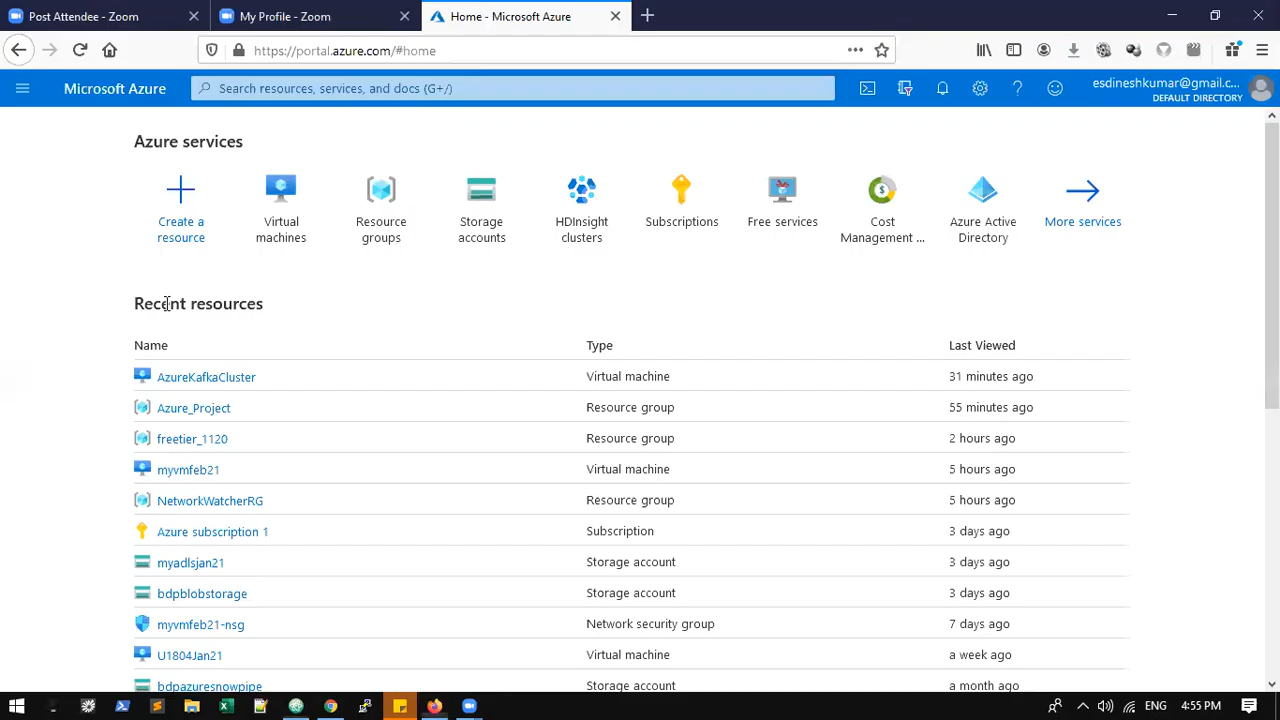 Post Attendee - Zoom
My Profile - Zoom
Home - Microsoft Azure
https://portal.azure.com/#home
Microsoft Azure
Search resources, services, and docs (G+/)
esdineshkumar@gmail.c...
DEFAULT DIRECTORY
Azure services
Create a resource
Virtual machines
Resource groups
Storage accounts
HDInsight clusters
Subscriptions
Free services
Cost Management ...
Azure Active Directory
More services
Recent resources
Name Type Last Viewed
AzureKafkaCluster Virtual machine 31 minutes ago
Azure_Project Resource group 55 minutes ago
freetier_1120 Resource group 2 hours ago
myvmfeb21 Virtual machine 5 hours ago
NetworkWatcherRG Resource group 5 hours ago
Azure subscription 1 Subscription 3 days ago
myadlsjan21 Storage account 3 days ago
bdpblobstorage Storage account 3 days ago
myvmfeb21-nsg Network security group 7 days ago
U1804Jan21 Virtual machine a week ago
bdpazuresnowpipe Storage account a month ago
ENG 4:55 PM